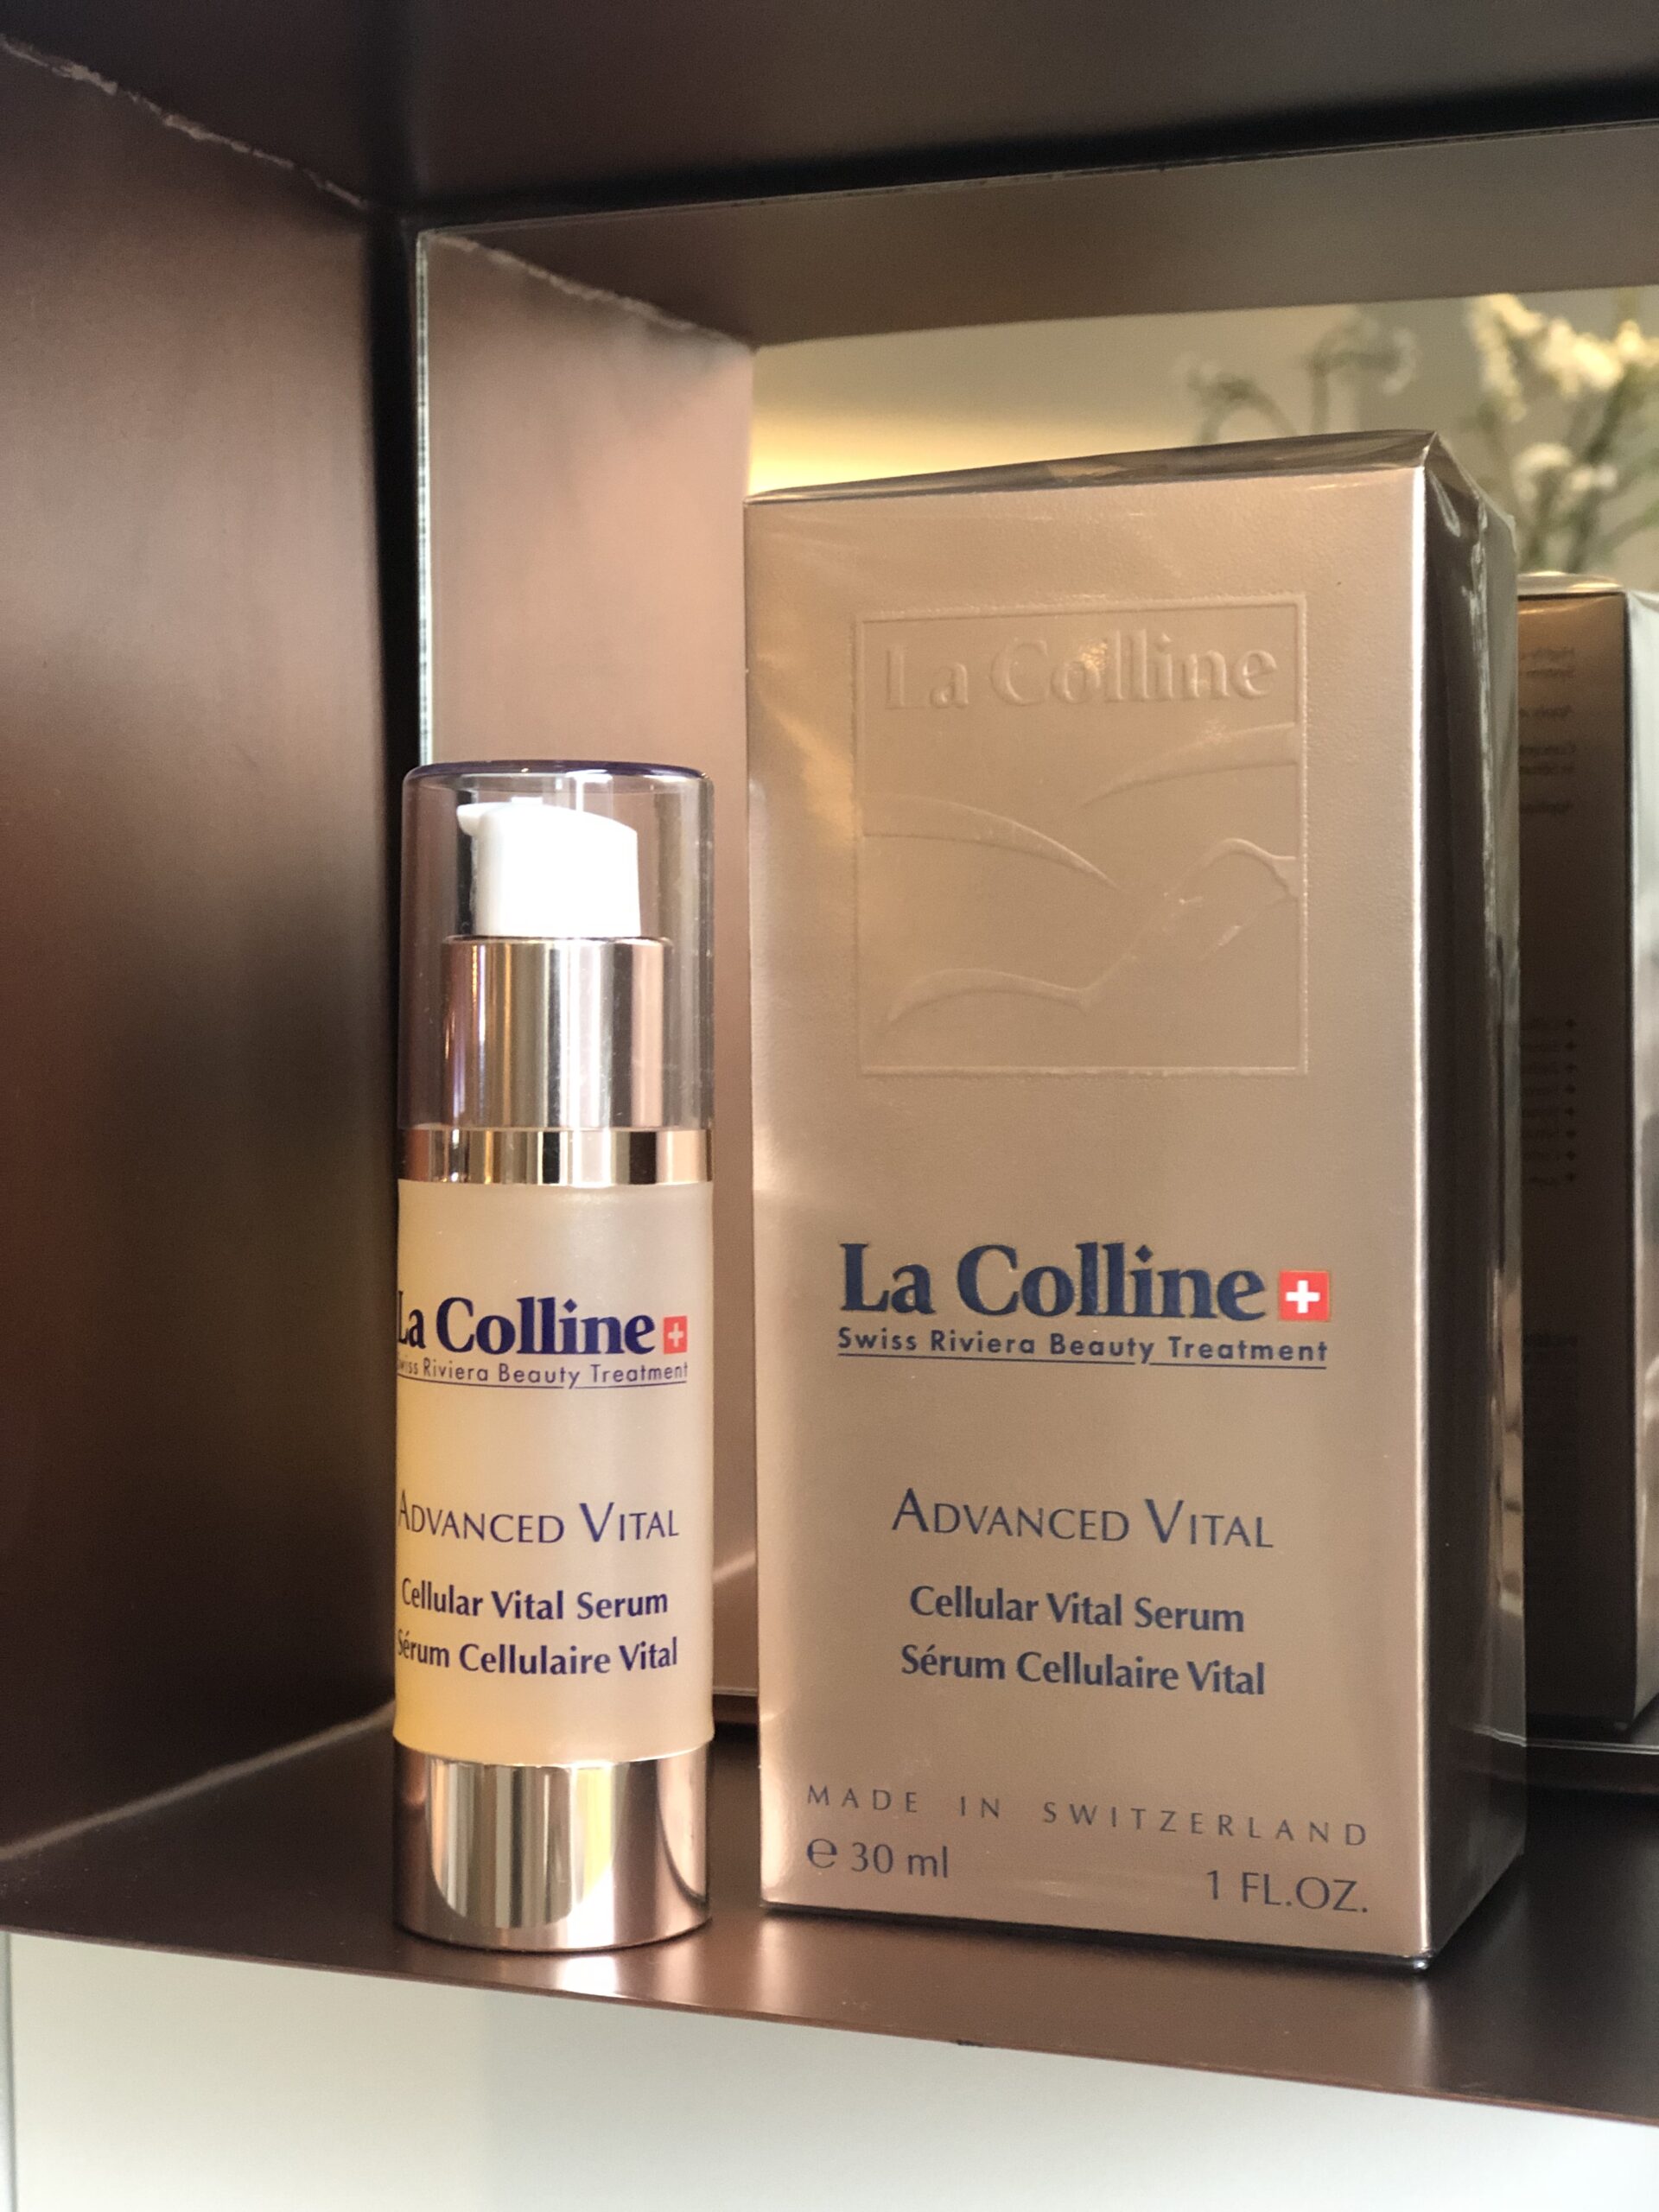 La Colline
Swiss Riviera Beauty Treatment
ADVANCED VITAL
Cellular Vital Serum
Sérum Cellulaire Vital
La Colline
La Colline
Swiss Riviera Beauty Treatment
ADVANCED VITAL
Cellular Vital Serum
Sérum Cellulaire Vital
MADE IN SWITZERLAND
℮ 30 ml
1 FL.OZ.